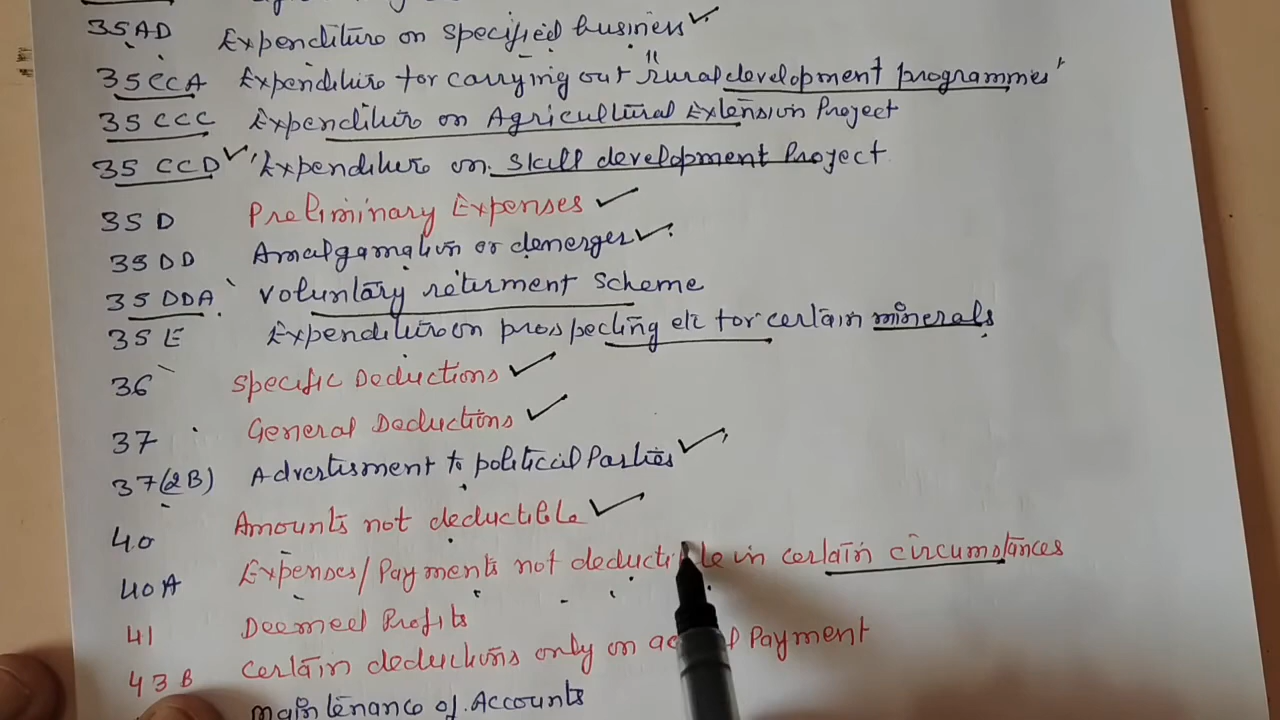 35AD Expenditure on specified business
35CCA Expenditure for carrying out "rural development programmes"
35CCC Expenditure on Agricultural Extension Project
35CCD Expenditure on skill development Project
35D Preliminary Expenses
35DD Amalgamation or demerger
35DDA Voluntary retirment Scheme
35E Expenditure on prospecting etc for certain minerals
36 Specific Deductions
37 General Deductions
37(2B) Advertisment to political Parties
40 Amounts not deductible
40A Expenses/Payments not deductible in certain circumstances
41 Deemed Profits
43B Certain deductions only on Payment
maintenance of Accounts